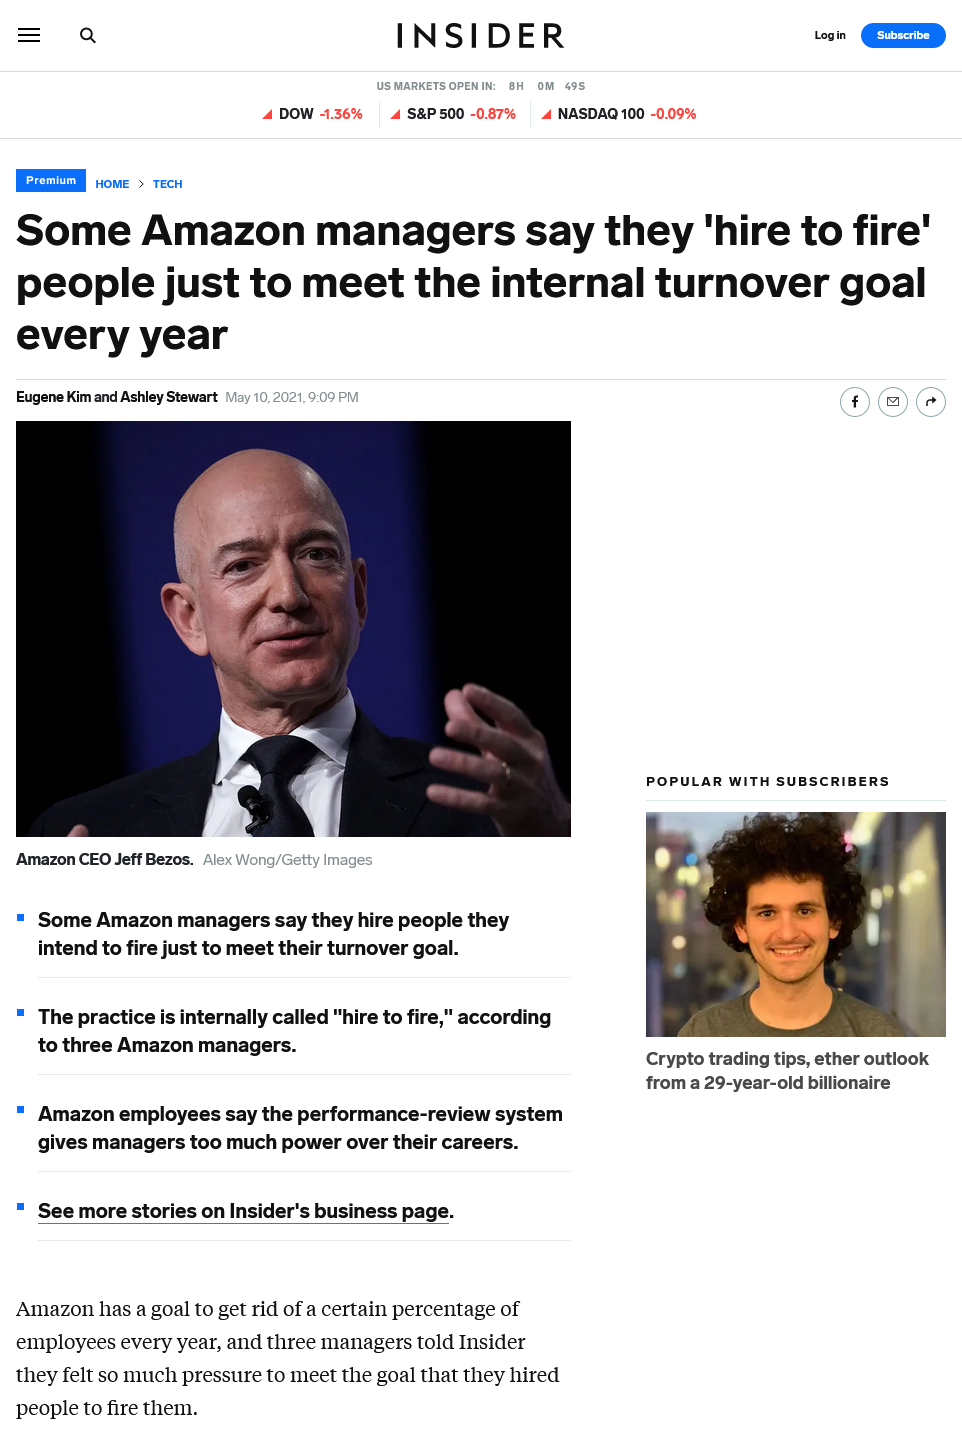 INSIDER
Log in
Subscribe
US MARKETS OPEN IN: 8H 0M 49S
DOW -1.36% S&P 500 -0.87% NASDAQ 100 -0.09%
Premium HOME > TECH
Some Amazon managers say they 'hire to fire'
people just to meet the internal turnover goal
every year
Eugene Kim and Ashley Stewart May 10, 2021, 9:09 PM
Amazon CEO Jeff Bezos. Alex Wong/Getty Images
Some Amazon managers say they hire people they
intend to fire just to meet their turnover goal.
The practice is internally called "hire to fire," according
to three Amazon managers.
Amazon employees say the performance-review system
gives managers too much power over their careers.
See more stories on Insider's business page.
Amazon has a goal to get rid of a certain percentage of
employees every year, and three managers told Insider
they felt so much pressure to meet the goal that they hired
people to fire them.
POPULAR WITH SUBSCRIBERS
Crypto trading tips, ether outlook
from a 29-year-old billionaire